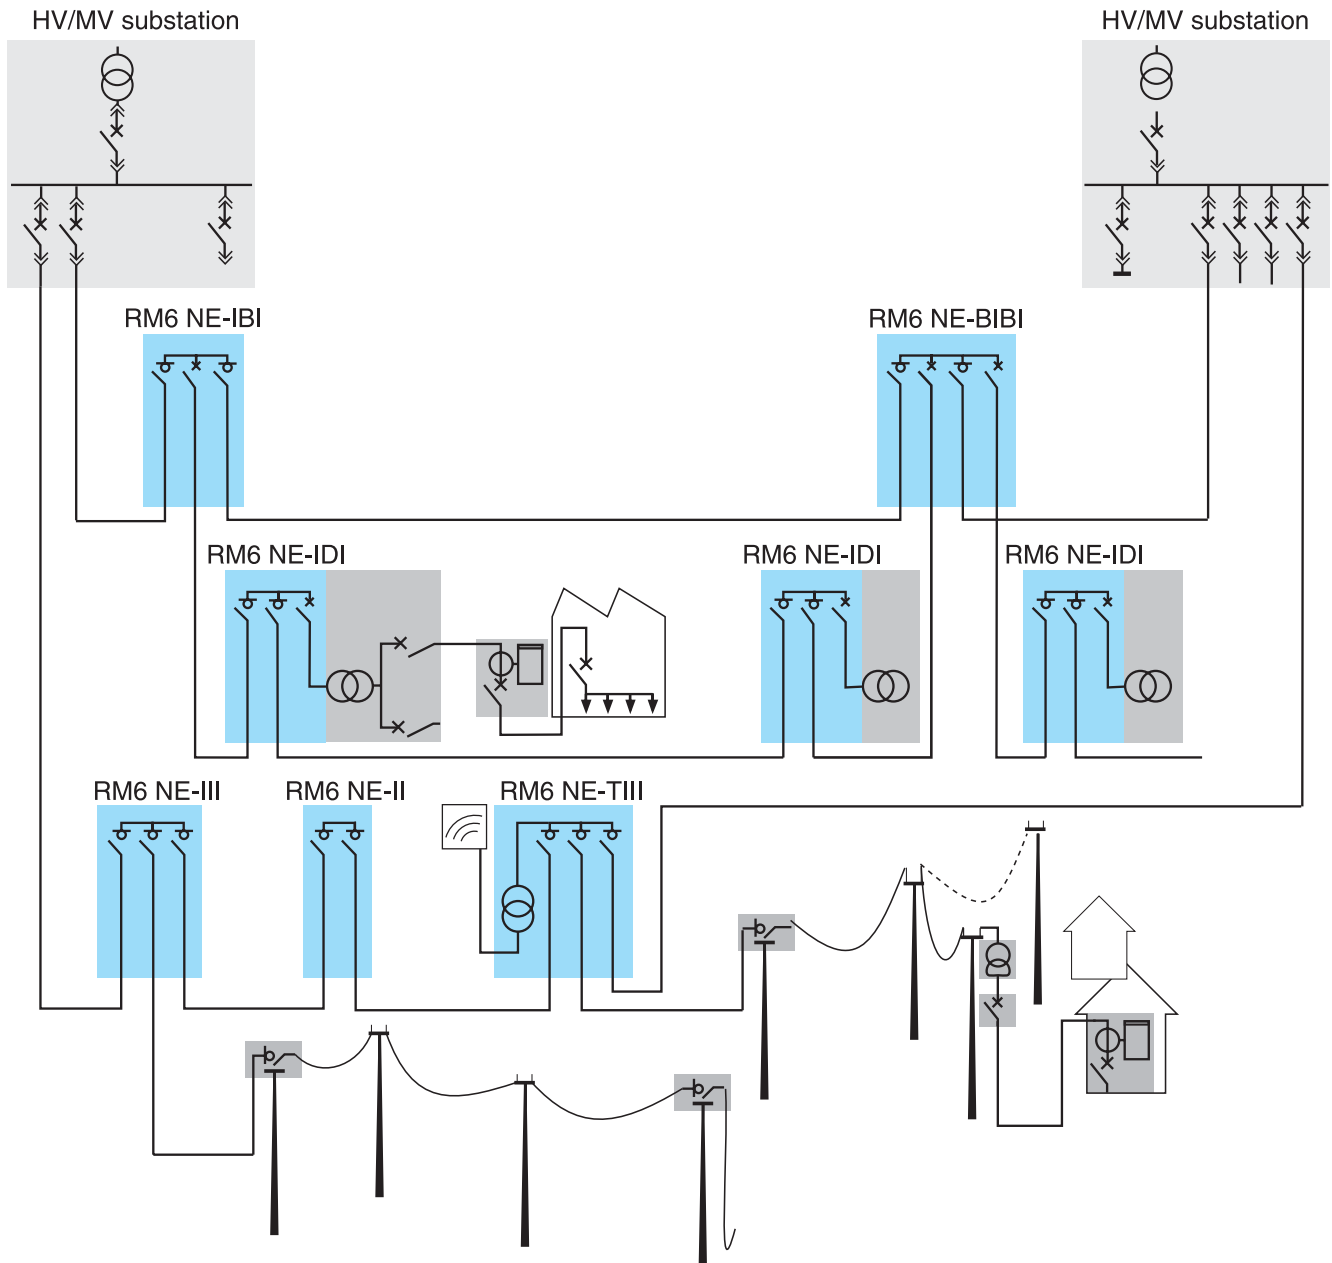 HV/MV substation
HV/MV substation
RM6 NE-IBI
RM6 NE-BIBI
RM6 NE-IDI
RM6 NE-IDI
RM6 NE-IDI
RM6 NE-III
RM6 NE-II
RM6 NE-TIII